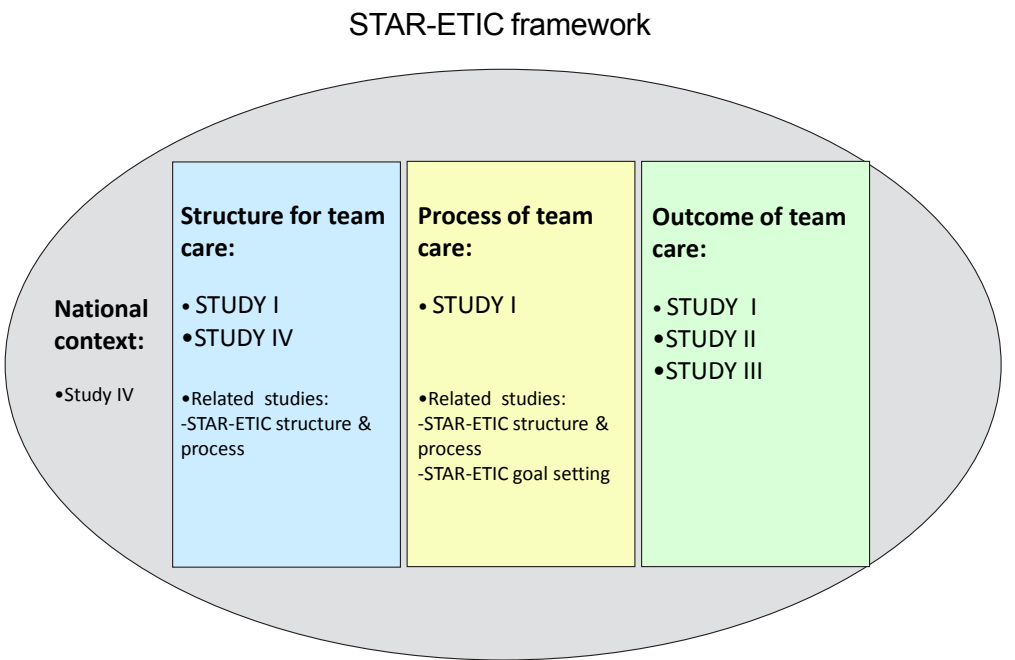 STAR-ETIC framework
National
context:
•Study IV
Structure for team
care:
• STUDY I
•STUDY IV
•Related studies:
-STAR-ETIC structure &
process
Process of team
care:
• STUDY I
•Related studies:
-STAR-ETIC structure &
process
-STAR-ETIC goal setting
Outcome of team
care:
• STUDY I
•STUDY II
•STUDY III